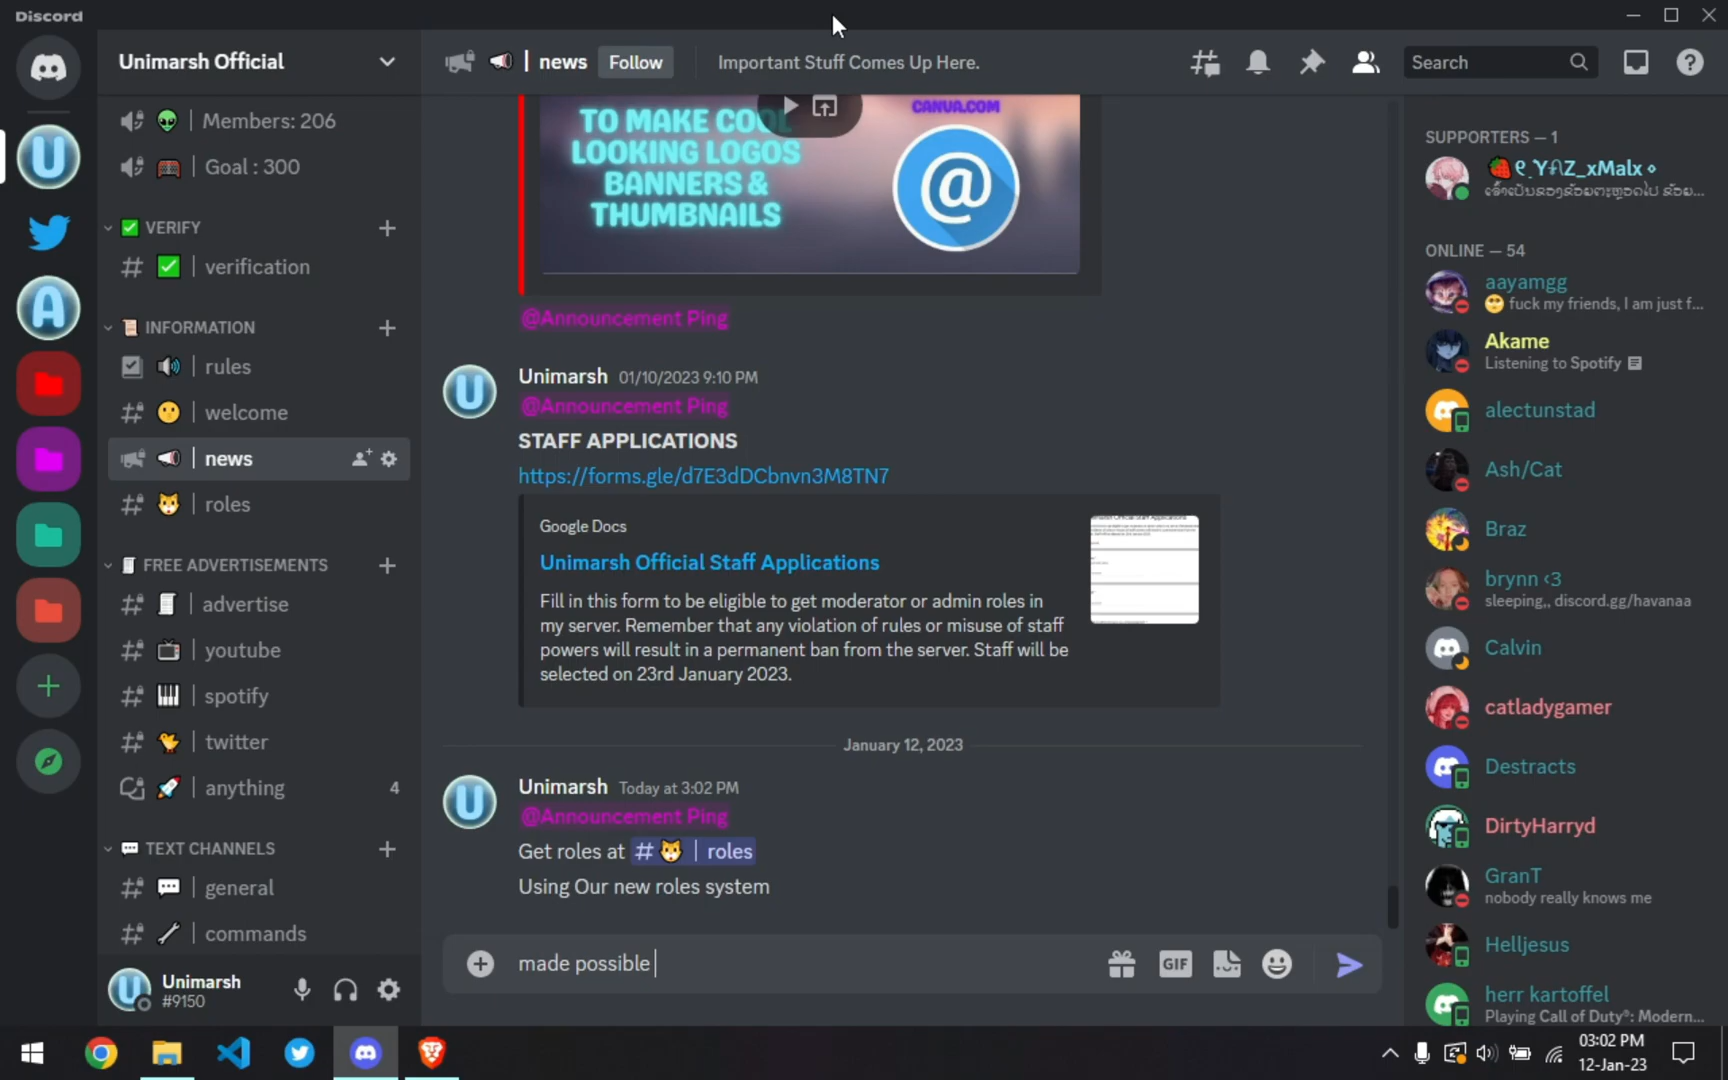 Discord
Unimarsh Official
Members: 206
Goal : 300
VERIFY
verification
INFORMATION
rules
welcome
news
roles
FREE ADVERTISEMENTS
advertise
youtube
spotify
twitter
anything 4
TEXT CHANNELS
general
commands
Unimarsh
#9150
news Follow Important Stuff Comes Up Here.
Search
TO MAKE COOL
LOOKING LOGOS
BANNERS &
THUMBNAILS
CANVA.COM
@Announcement Ping
Unimarsh 01/10/2023 9:10 PM
@Announcement Ping
STAFF APPLICATIONS
https://forms.gle/d7E3dDCbnvn3M8TN7
Google Docs
Unimarsh Official Staff Applications
Fill in this form to be eligible to get moderator or admin roles in
my server. Remember that any violation of rules or misuse of staff
powers will result in a permanent ban from the server. Staff will be
selected on 23rd January 2023.
January 12, 2023
Unimarsh Today at 3:02 PM
@Announcement Ping
Get roles at # | roles
Using Our new roles system
made possible
GIF
SUPPORTERS — 1
ONLINE — 54
aayamgg
fuck my friends, I am just f...
Akame
Listening to Spotify
alectunstad
Ash/Cat
Braz
brynn <3
sleeping,, discord.gg/havanaa
Calvin
catladygamer
Destracts
DirtyHarryd
GranT
nobody really knows me
Helljesus
herr kartoffel
Playing Call of Duty®: Modern...
03:02 PM
12-Jan-23